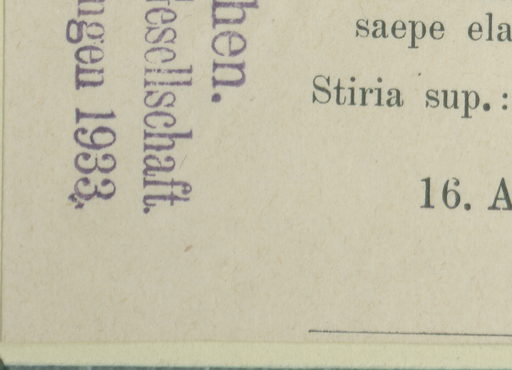 saepe ela
Stiria sup. :
16. A
hen.
esellschaft.
ngen 1933,